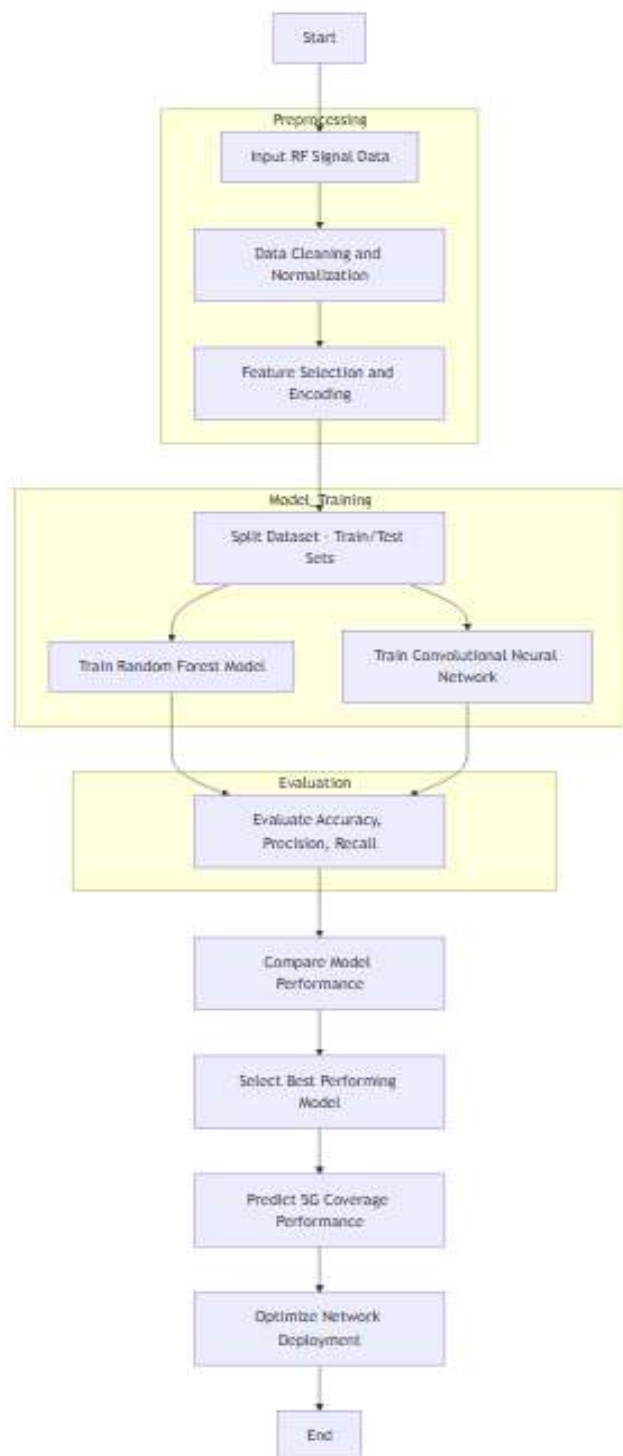 Start
Preprocessing
Input RF Signal Data
Data Cleaning and
Normalization
Feature Selection and
Encoding
Model_Training
Split Dataset - Train/Test
Sets
Train Random Forest Model
Train Convolutional Neural
Network
Evaluation
Evaluate Accuracy,
Precision, Recall
Compare Model
Performance
Select Best Performing
Model
Predict 5G Coverage
Performance
Optimize Network
Deployment
End